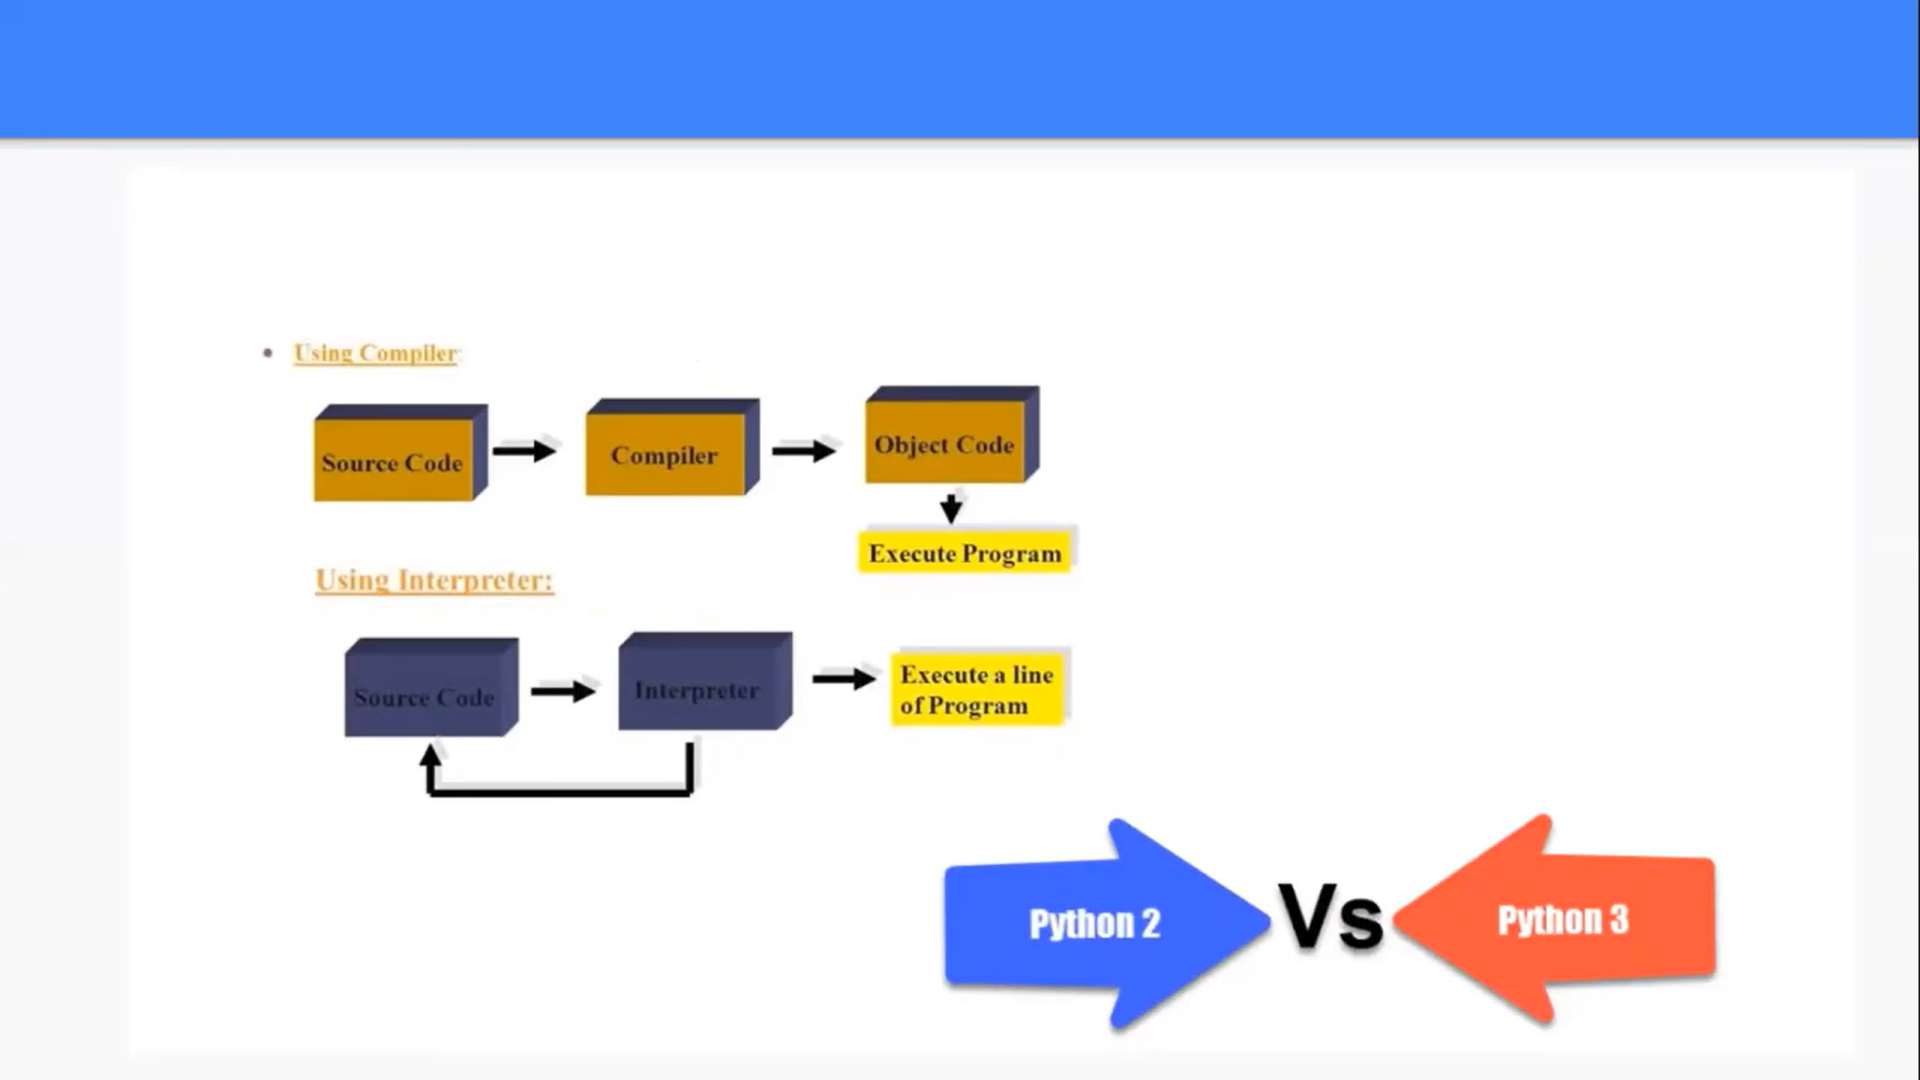 Using Compiler:
Source Code
Compiler
Object Code
Execute Program
Using Interpreter:
Source Code
Interpreter
Execute a line
of Program
Python 2
Vs
Python 3